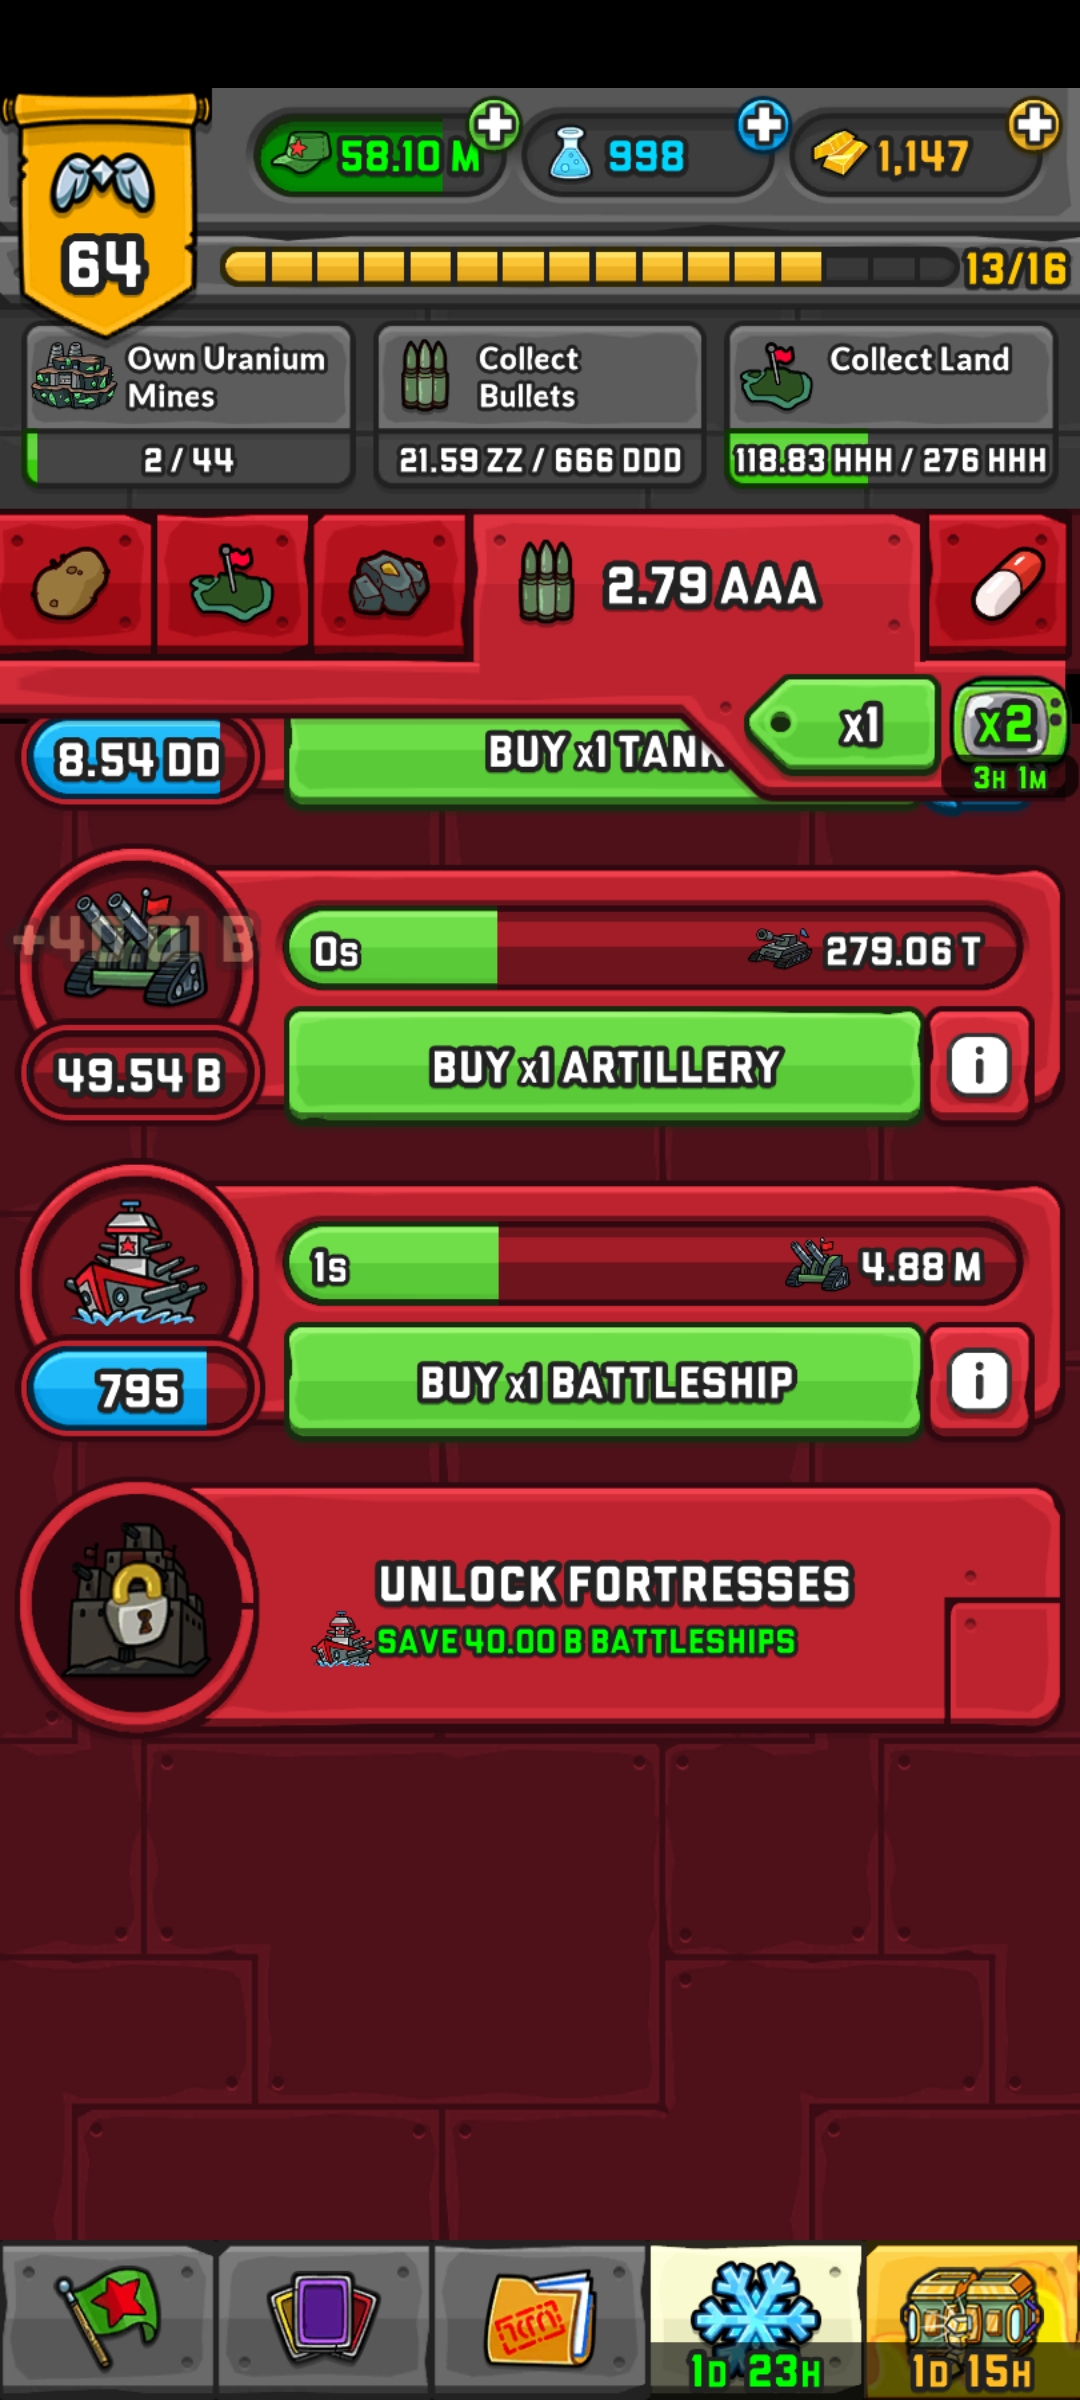 58.10 M
998
1,147
64
13/16
Own Uranium
Mines
2 / 44
Collect
Bullets
21.59 ZZ / 666 DDD
Collect Land
118.83 HHH / 276 HHH
2.79 AAA
x1
x2
3H 1M
8.54 DD
BUY x1 TANK
0s
279.06 T
49.54 B
BUY x1 ARTILLERY
i
1s
4.88 M
795
BUY x1 BATTLESHIP
i
UNLOCK FORTRESSES
SAVE 40.00 B BATTLESHIPS
1D 23H
1D 15H